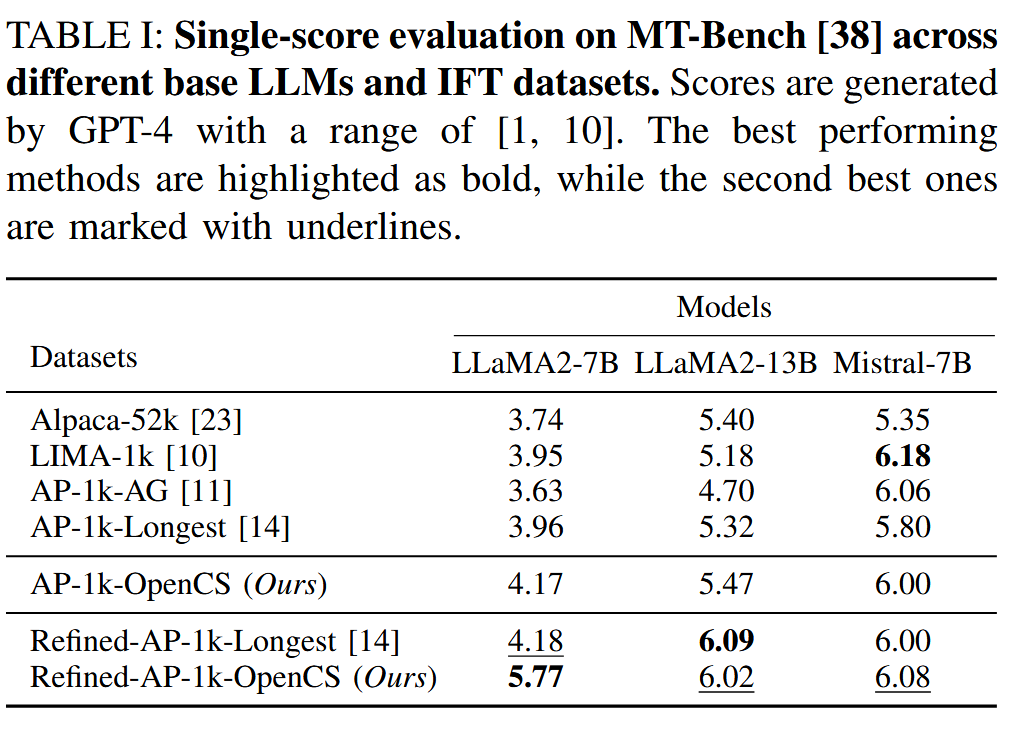 TABLE I: Single-score evaluation on MT-Bench [38] across
different base LLMs and IFT datasets. Scores are generated
by GPT-4 with a range of [1, 10]. The best performing
methods are highlighted as bold, while the second best ones
are marked with underlines.
Models
Datasets
LLaMA2-7B LLaMA2-13B Mistral-7B
Alpaca-52k [23] 3.74 5.40 5.35
LIMA-1k [10] 3.95 5.18 6.18
AP-1k-AG [11] 3.63 4.70 6.06
AP-1k-Longest [14] 3.96 5.32 5.80
AP-1k-OpenCS (Ours) 4.17 5.47 6.00
Refined-AP-1k-Longest [14] 4.18 6.09 6.00
Refined-AP-1k-OpenCS (Ours) 5.77 6.02 6.08